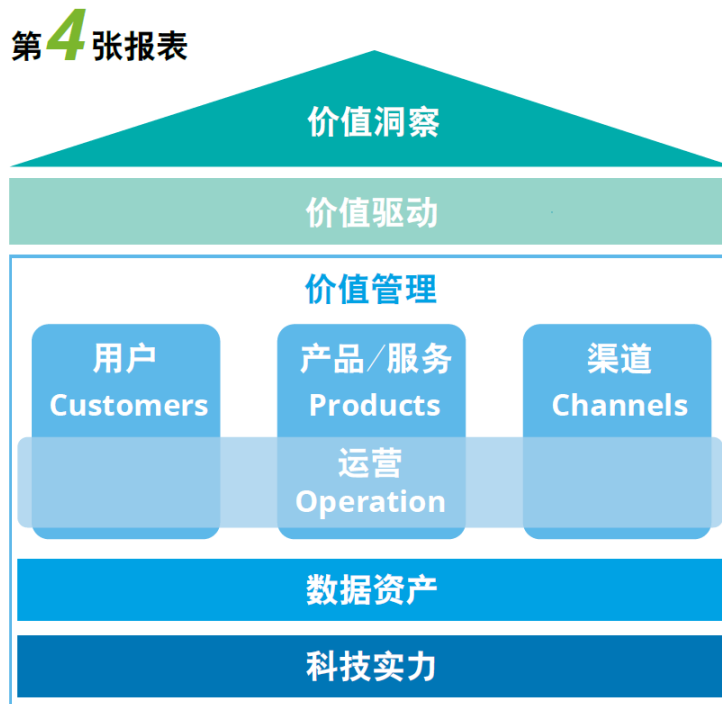 第4张报表
价值洞察
价值驱动
价值管理
用户
Customers
产品/服务
Products
渠道
Channels
运营
Operation
数据资产
科技实力